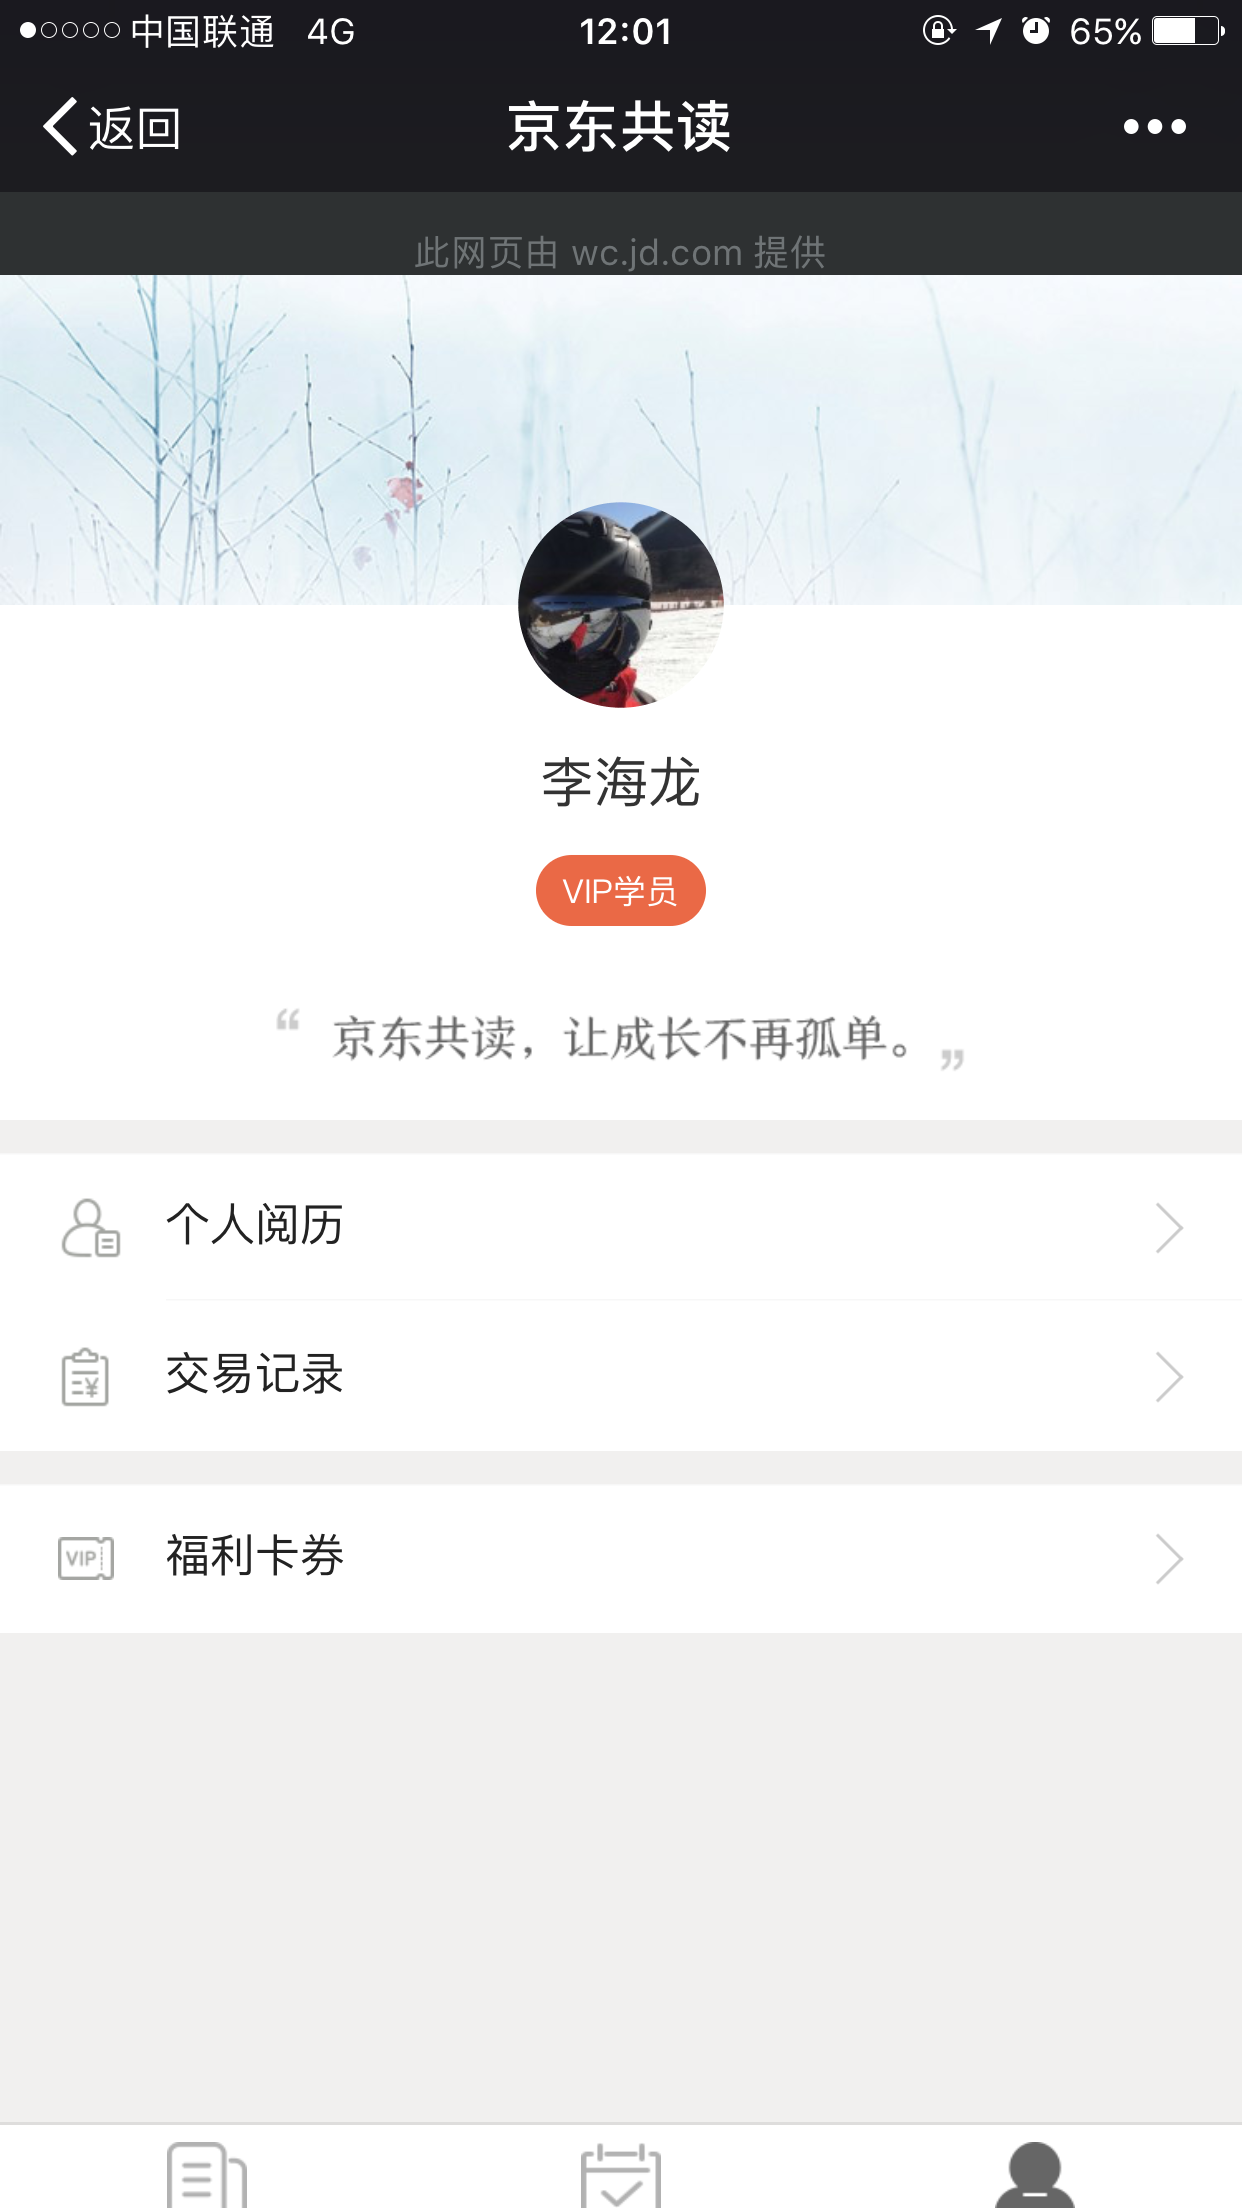 中国联通 4G 12:01 65%
返回 京东共读
此网页由 wc.jd.com 提供
李海龙
VIP学员
“ 京东共读，让成长不再孤单。 ”
个人阅历
¥ 交易记录
VIP 福利卡券